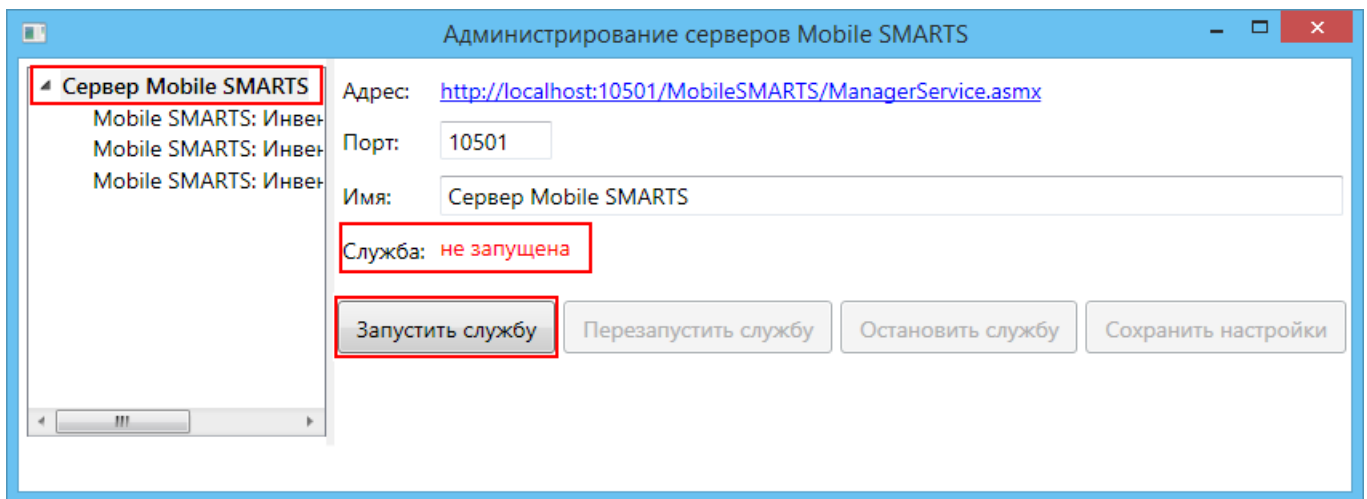 Администрирование серверов Mobile SMARTS
Сервер Mobile SMARTS
Mobile SMARTS: Инвен
Mobile SMARTS: Инвен
Mobile SMARTS: Инвен
Адрес: http://localhost:10501/MobileSMARTS/ManagerService.asmx
Порт: 10501
Имя: Сервер Mobile SMARTS
Служба: не запущена
Запустить службу Перезапустить службу Остановить службу Сохранить настройки